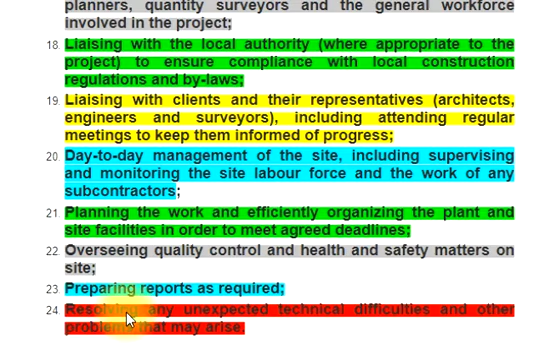 planners, quantity surveyors and the general workforce
involved in the project;
18. Liaising with the local authority (where appropriate to the
project) to ensure compliance with local construction
regulations and by-laws;
19. Liaising with clients and their representatives (architects,
engineers and surveyors), including attending regular
meetings to keep them informed of progress;
20. Day-to-day management of the site, including supervising
and monitoring the site labour force and the work of any
subcontractors;
21. Planning the work and efficiently organizing the plant and
site facilities in order to meet agreed deadlines;
22. Overseeing quality control and health and safety matters on
site;
23. Preparing reports as required;
24. Resolving any unexpected technical difficulties and other
problems that may arise.